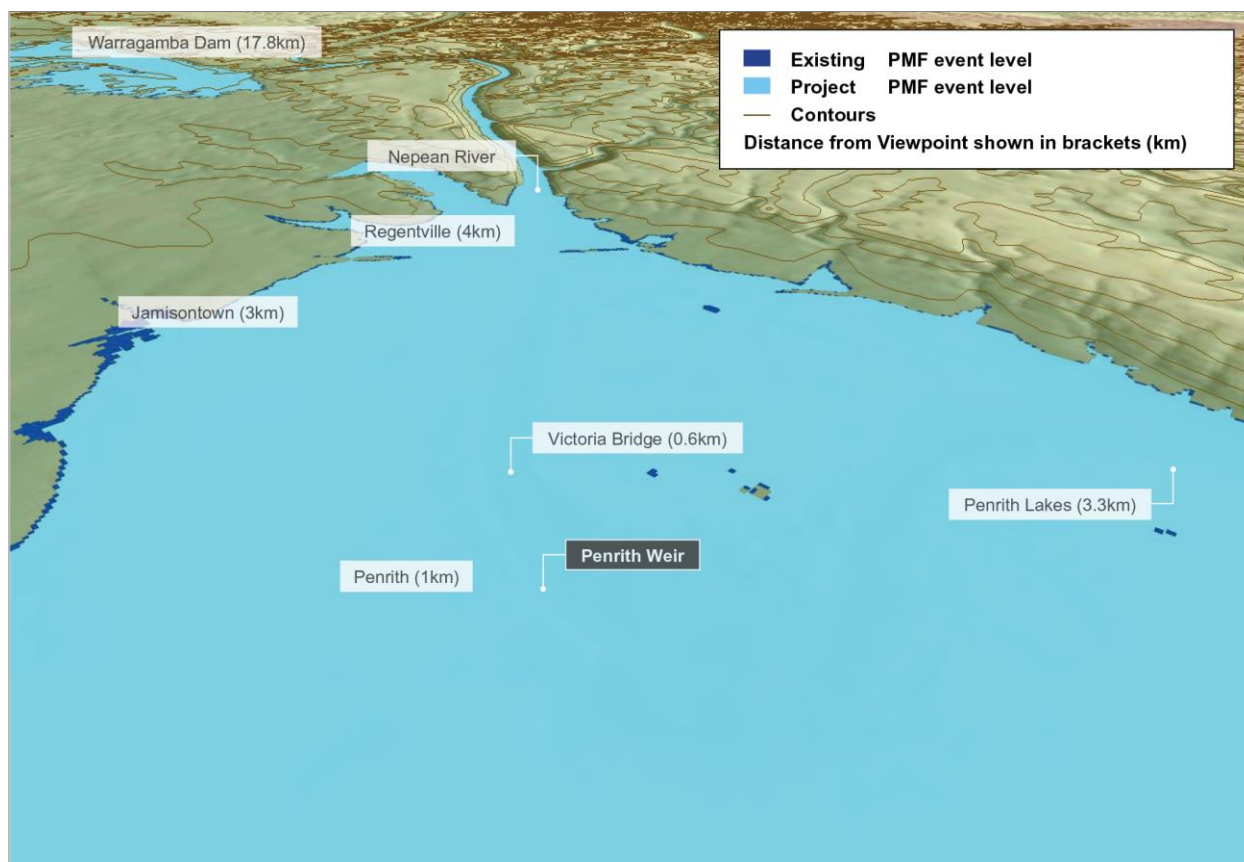 Warragamba Dam (17.8km)
Existing PMF event level
Project PMF event level
Contours
Distance from Viewpoint shown in brackets (km)
Nepean River
Regentville (4km)
Jamisontown (3km)
Victoria Bridge (0.6km)
Penrith Lakes (3.3km)
Penrith Weir
Penrith (1km)